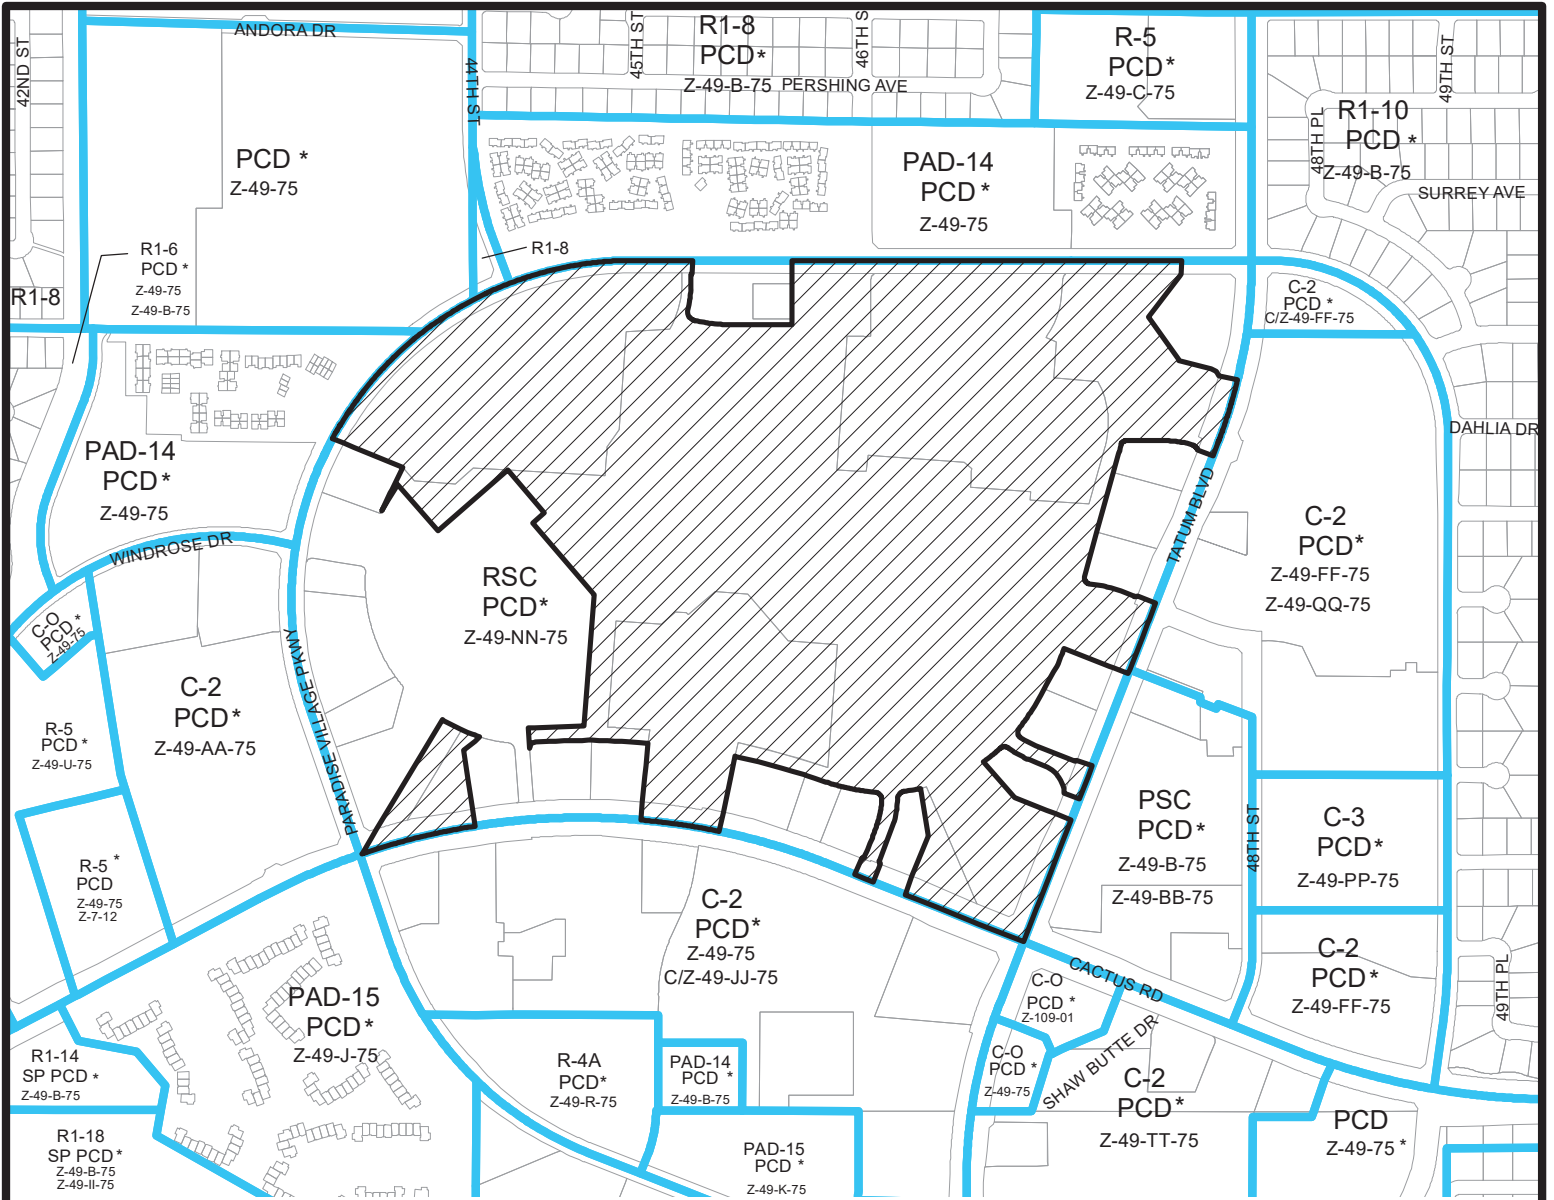 ANDORA DR
42ND ST
44TH ST
45TH ST
46TH S
R1-8
PCD*
Z-49-B-75
PERSHING AVE
R-5
PCD*
Z-49-C-75
49TH ST
48TH PL
R1-10
PCD *
Z-49-B-75
SURREY AVE
PCD *
Z-49-75
PAD-14
PCD *
Z-49-75
R1-6
PCD *
Z-49-75
Z-49-B-75
R1-8
R1-8
C-2
PCD *
C/Z-49-FF-75
PAD-14
PCD *
Z-49-75
WINDROSE DR
DAHLIA DR
TATUM BLVD
C-2
PCD*
Z-49-FF-75
Z-49-QQ-75
RSC
PCD*
Z-49-NN-75
C-O
PCD *
Z-49-75
PARADISE VILLAGE PKWY
C-2
PCD*
Z-49-AA-75
R-5
PCD *
Z-49-U-75
PSC
PCD*
Z-49-B-75
Z-49-BB-75
48TH ST
C-3
PCD*
Z-49-PP-75
R-5 *
PCD
Z-49-75
Z-7-12
C-2
PCD*
Z-49-75
C/Z-49-JJ-75
C-2
PCD*
Z-49-FF-75
49TH PL
CACTUS RD
C-O
PCD *
Z-109-01
SHAW BUTTE DR
PAD-15
PCD*
Z-49-J-75
R1-14
SP PCD *
Z-49-B-75
R-4A
PCD*
Z-49-R-75
PAD-14
PCD *
Z-49-B-75
C-O
PCD *
Z-49-75
C-2
PCD*
Z-49-TT-75
PCD
Z-49-75 *
R1-18
SP PCD*
Z-49-B-75
Z-49-II-75
PAD-15
PCD *
Z-49-K-75